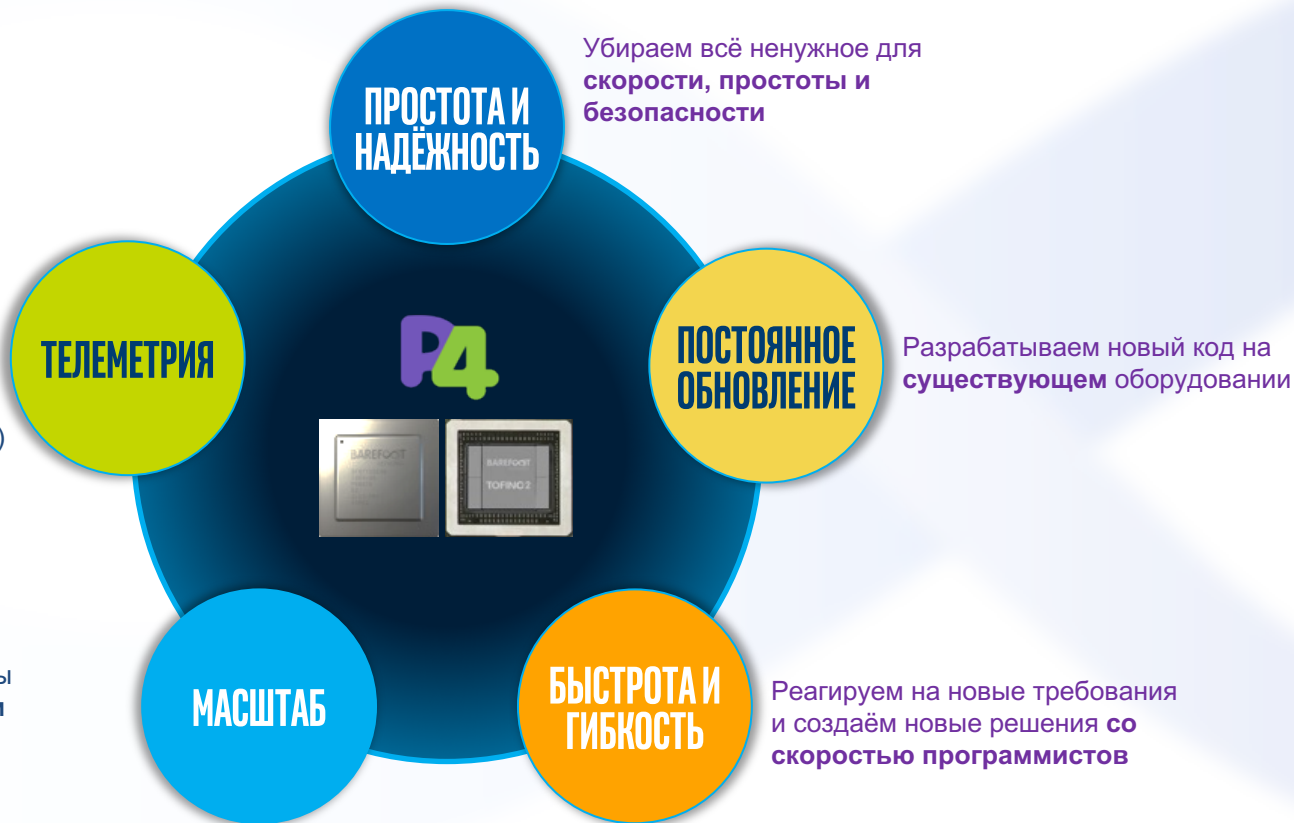 Убираем всё ненужное для
скорости, простоты и
безопасности
ПРОСТОТА И
НАДЁЖНОСТЬ
ТЕЛЕМЕТРИЯ
)
P4
ПОСТОЯННОЕ
ОБНОВЛЕНИЕ
Разрабатываем новый код на
существующем оборудовании
BAREFOOT
BAREFOOT
TOFINO 2
ы
и
МАСШТАБ
БЫСТРОТА И
ГИБКОСТЬ
Реагируем на новые требования
и создаём новые решения со
скоростью программистов